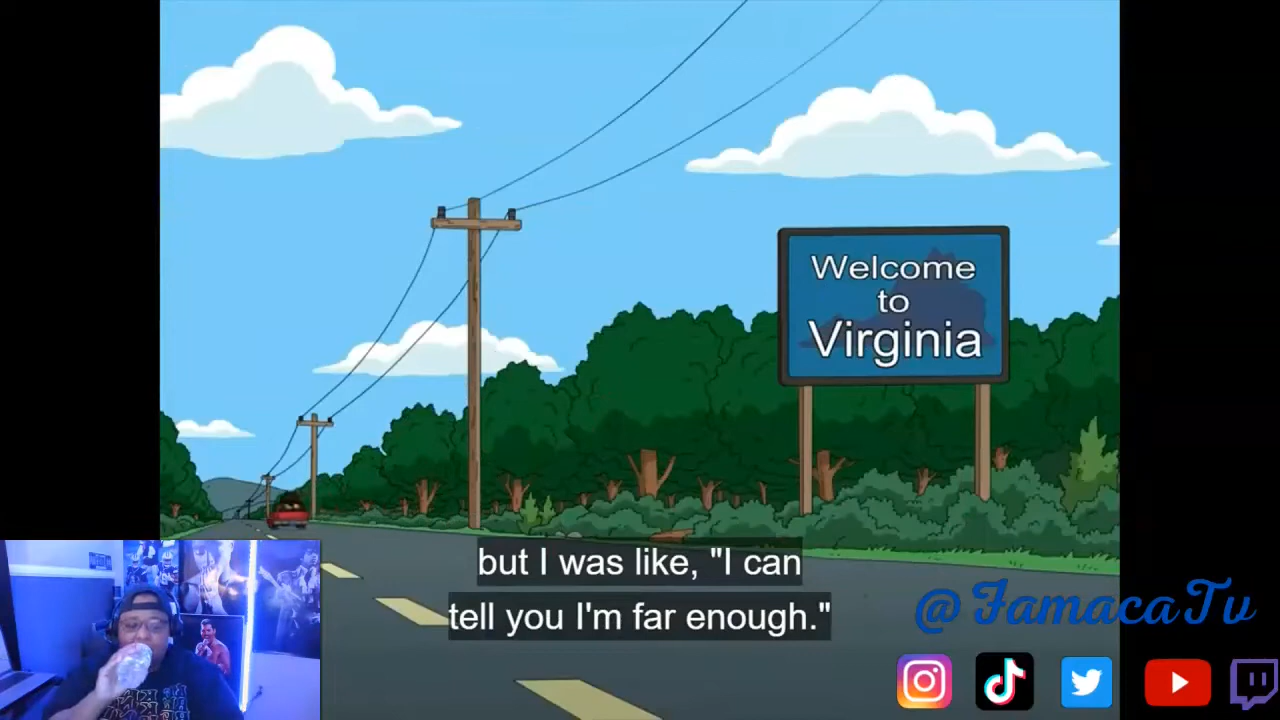 Welcome
to
Virginia
but I was like, "I can
tell you I'm far enough."
@FamacaTv